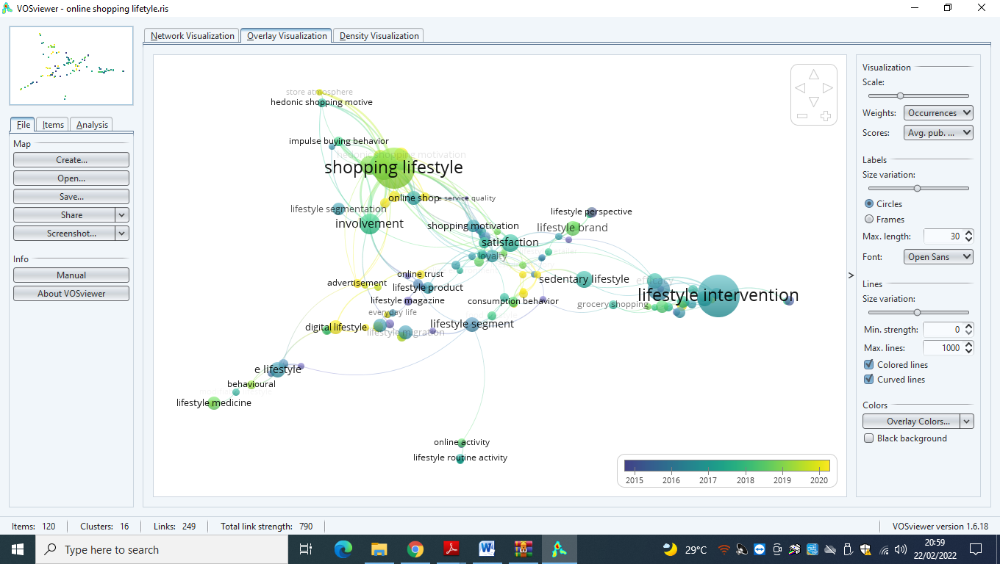 VOSviewer - online shopping lifetyle.ris
Network Visualization
Overlay Visualization
Density Visualization
File
Items
Analysis
Map
Create...
Open...
Save...
Share
Screenshot...
Info
Manual
About VOSviewer
store atmosphere
hedonic shopping motive
impulse buying behavior
hedonic shopping motivation
shopping lifestyle
online shop
e service quality
lifestyle segmentation
involvement
shopping motivation
lifestyle perspective
lifestyle brand
satisfaction
loyalty
online trust
sedentary lifestyle
efficacy
advertisement
lifestyle product
lifestyle intervention
lifestyle magazine
consumption behavior
grocery shopping
everyday life
digital lifestyle
lifestyle segment
lifestyle migration
e lifestyle
behavioural
lifestyle medicine
online activity
lifestyle routine activity
2015 2016 2017 2018 2019 2020
Visualization
Scale:
Weights: Occurrences
Scores: Avg. pub. ...
Labels
Size variation:
Circles
Frames
Max. length: 30
Font: Open Sans
Lines
Size variation:
Min. strength: 0
Max. lines: 1000
Colored lines
Curved lines
Colors
Overlay Colors...
Black background
>
Items: 120 Clusters: 16 Links: 249 Total link strength: 790 VOSviewer version 1.6.18
Type here to search
29°C
20:59
22/02/2022